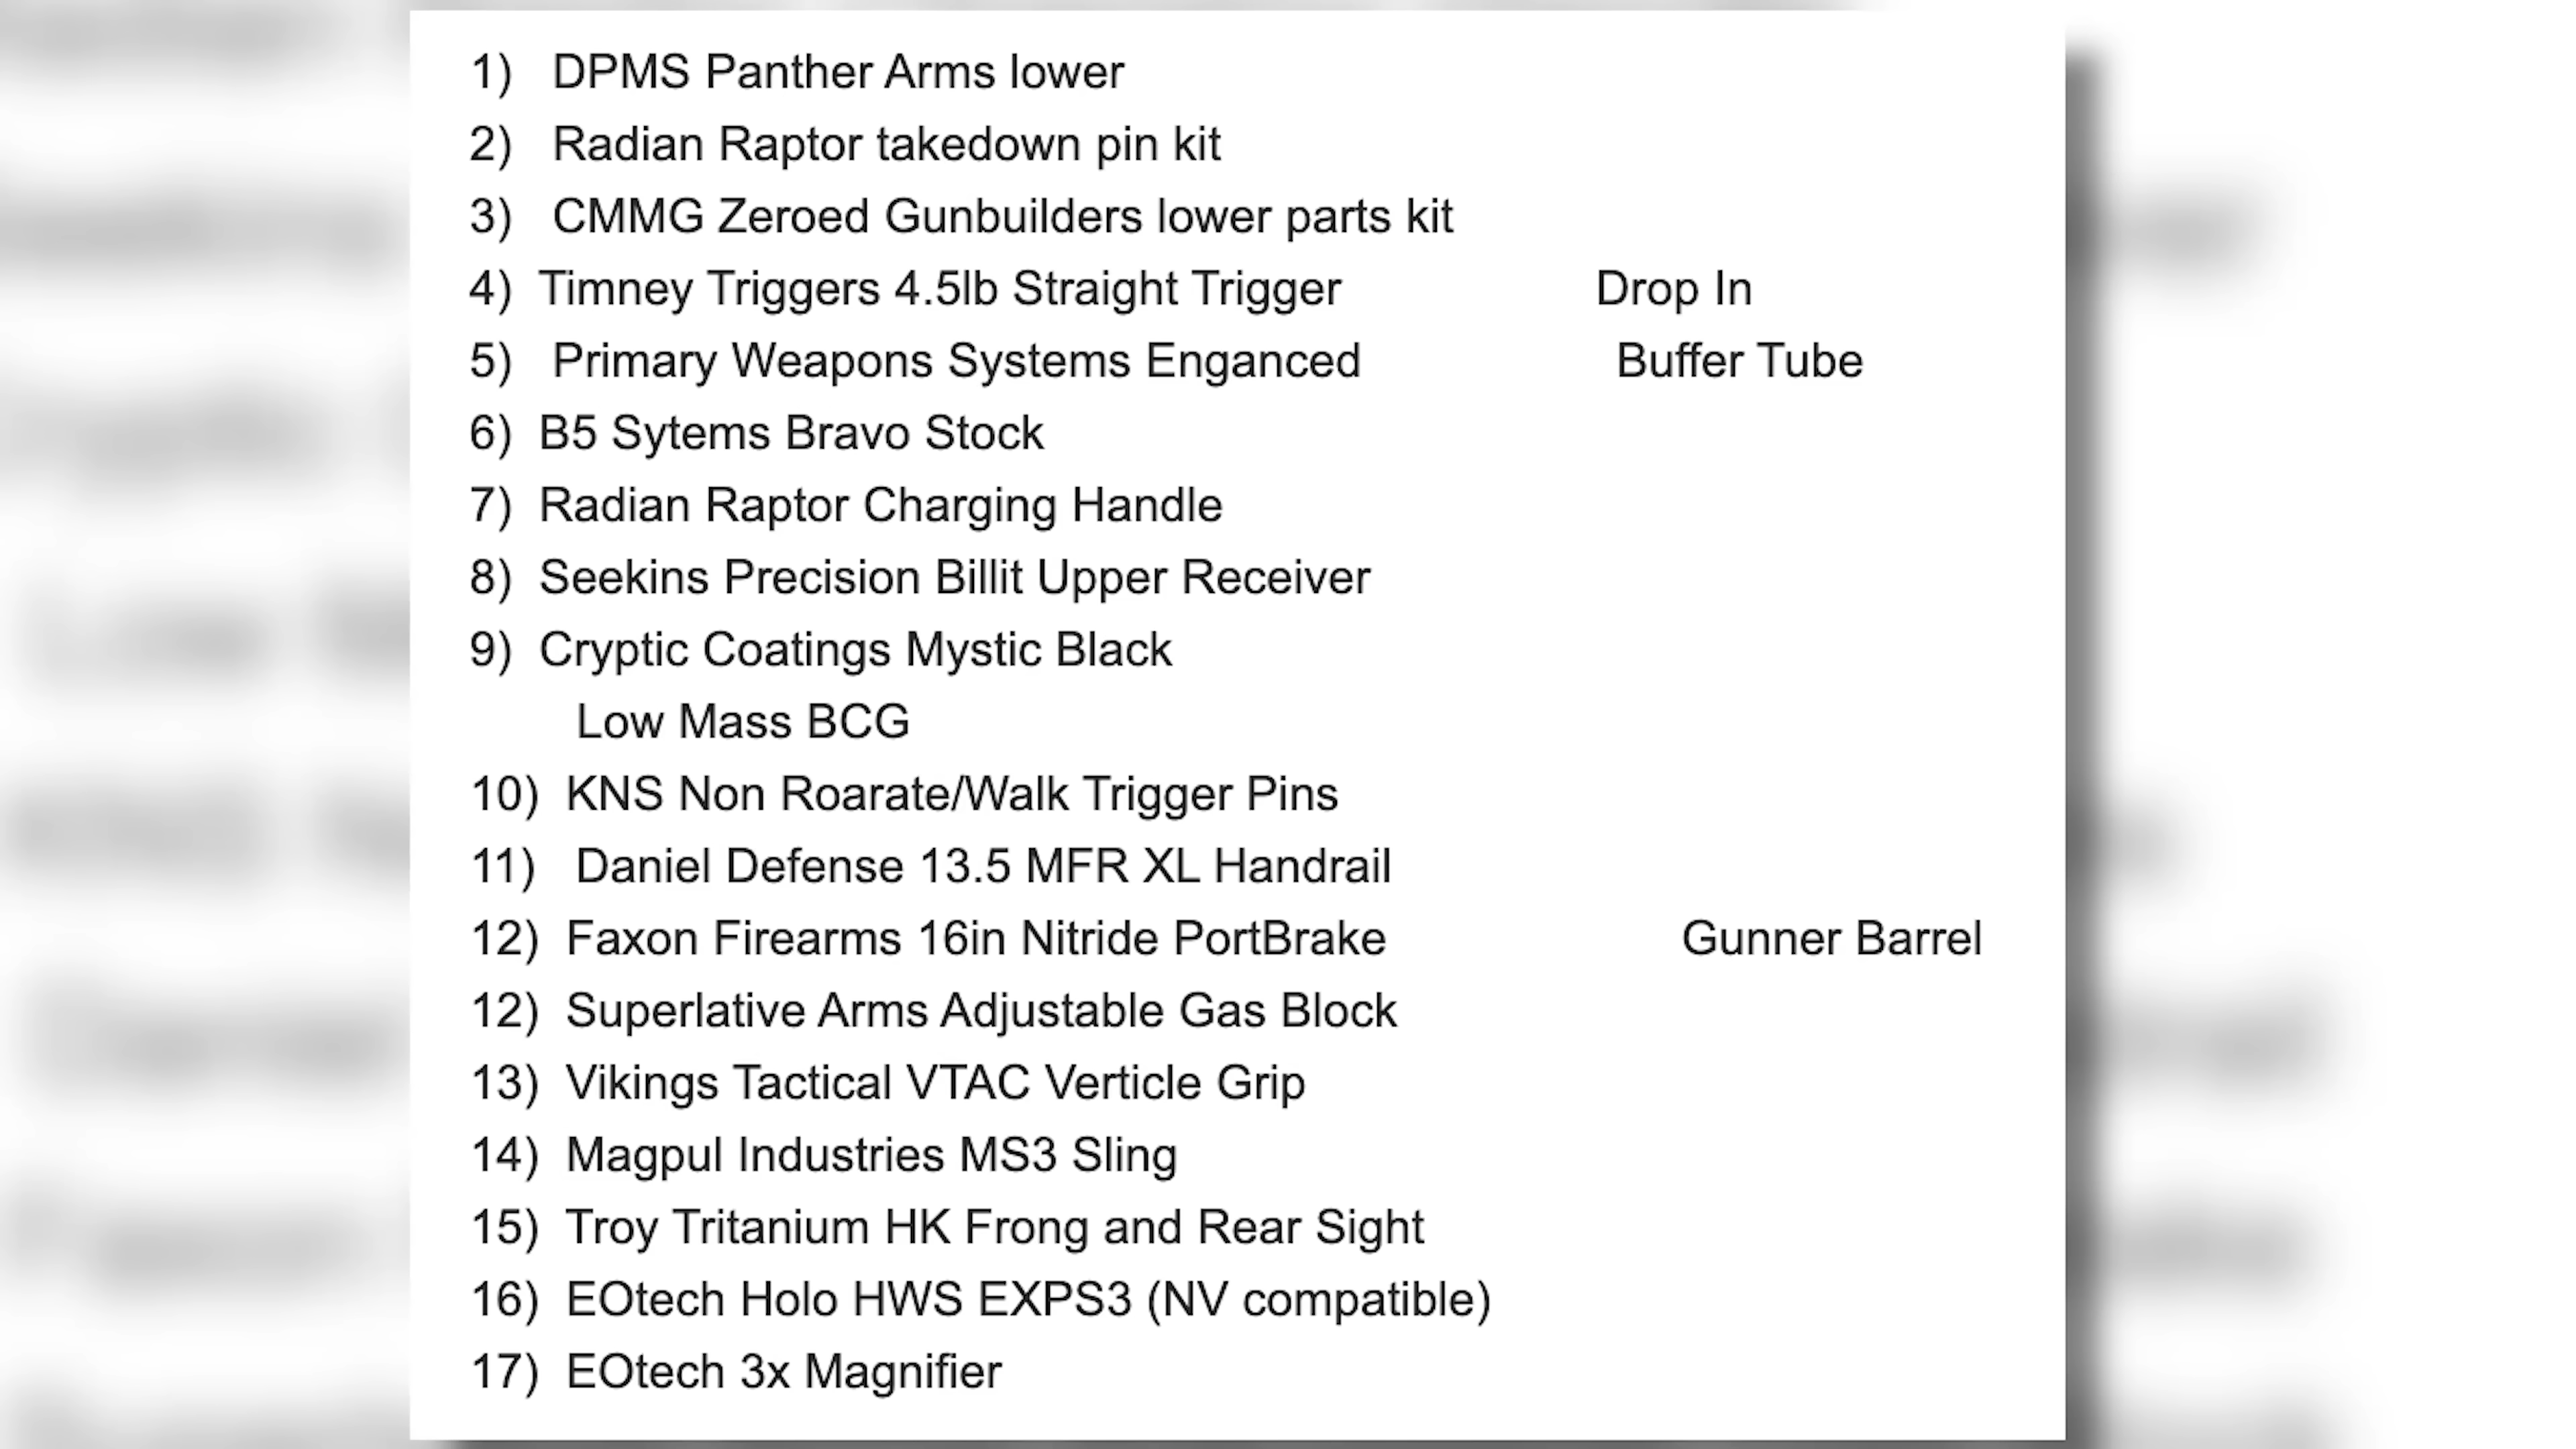 1) DPMS Panther Arms lower
2) Radian Raptor takedown pin kit
3) CMMG Zeroed Gunbuilders lower parts kit
4) Timney Triggers 4.5lb Straight Trigger Drop In
5) Primary Weapons Systems Enganced Buffer Tube
6) B5 Sytems Bravo Stock
7) Radian Raptor Charging Handle
8) Seekins Precision Billit Upper Receiver
9) Cryptic Coatings Mystic Black
Low Mass BCG
10) KNS Non Roarate/Walk Trigger Pins
11) Daniel Defense 13.5 MFR XL Handrail
12) Faxon Firearms 16in Nitride PortBrake Gunner Barrel
12) Superlative Arms Adjustable Gas Block
13) Vikings Tactical VTAC Verticle Grip
14) Magpul Industries MS3 Sling
15) Troy Tritanium HK Frong and Rear Sight
16) EOtech Holo HWS EXPS3 (NV compatible)
17) EOtech 3x Magnifier